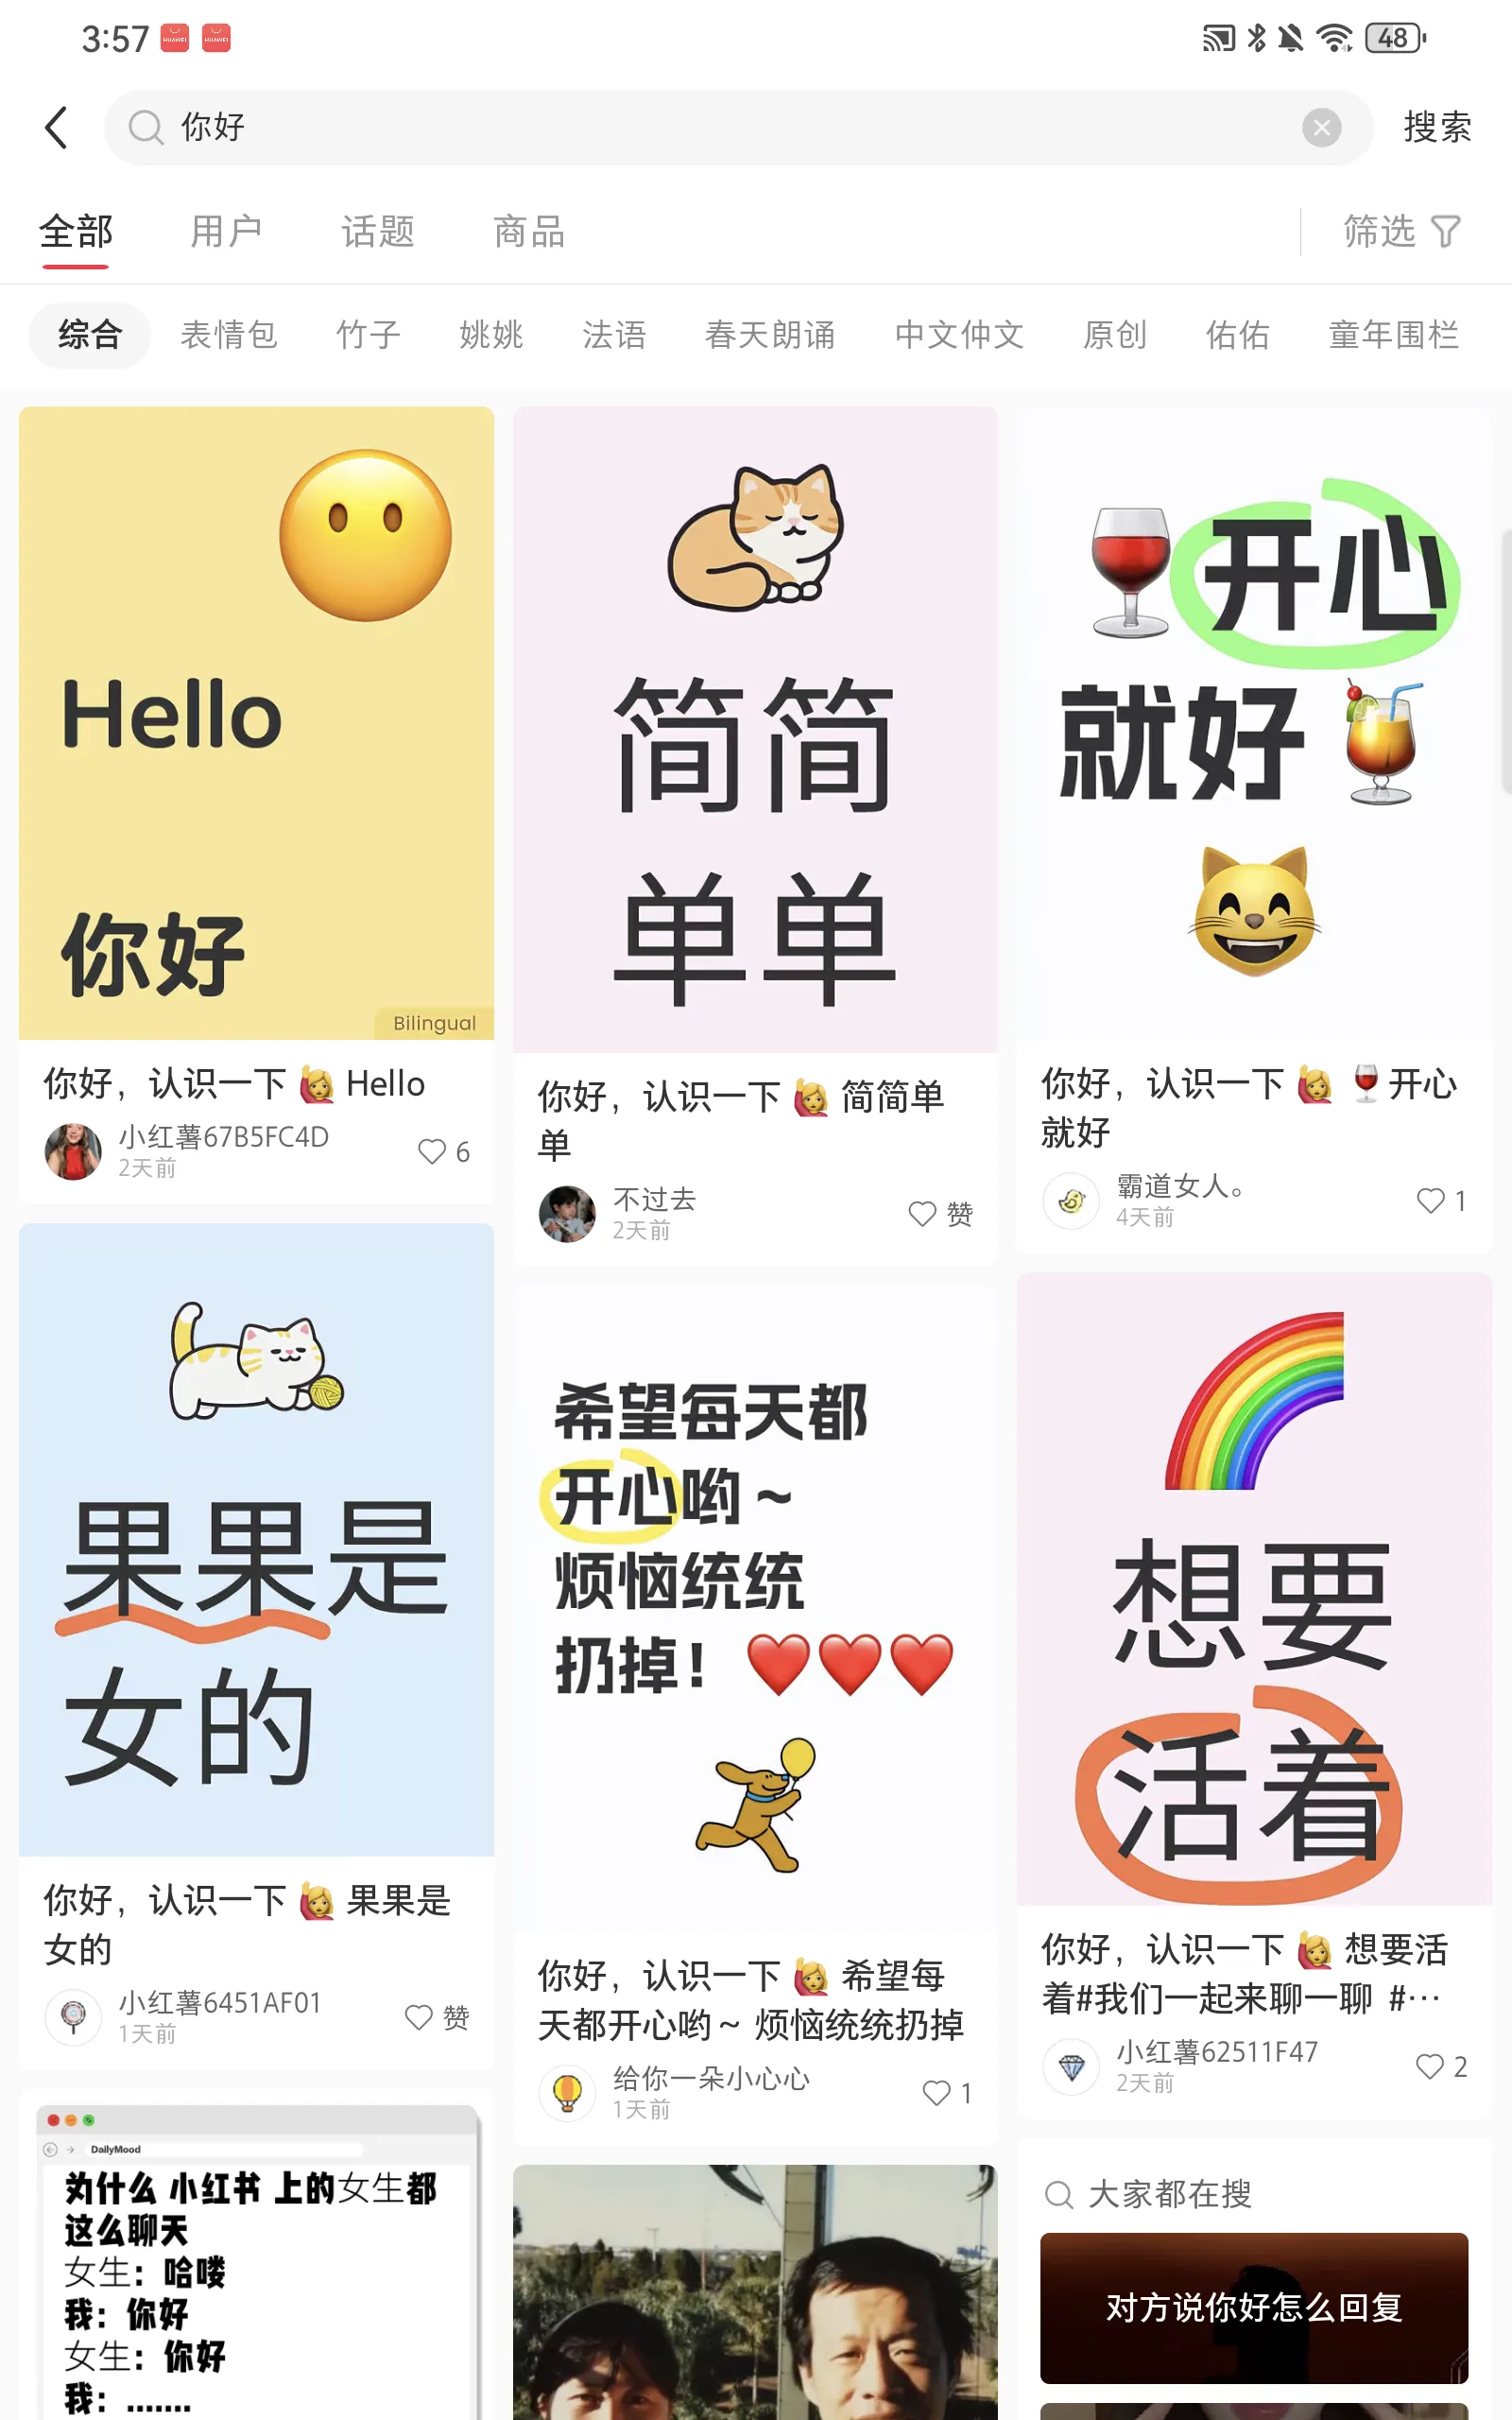 3:57
HUAWEI HUAWEI
48
你好
搜索
全部 用户 话题 商品 筛选
综合 表情包 竹子 姚姚 法语 春天朗诵 中文仲文 原创 佑佑 童年围栏
Hello
你好
Bilingual
你好，认识一下🙋‍♀️ Hello
小红薯67B5FC4D
2天前
6
简简
单单
你好，认识一下🙋‍♀️ 简简单
单
不过去
2天前
赞
🍷开心
就好🍹
你好，认识一下🙋‍♀️ 🍷开心
就好
霸道女人。
4天前
1
果果是
女的
你好，认识一下🙋‍♀️ 果果是
女的
小红薯6451AF01
1天前
赞
希望每天都
开心哟～
烦恼统统
扔掉！❤️❤️❤️
你好，认识一下🙋‍♀️ 希望每
天都开心哟～ 烦恼统统扔掉
给你一朵小心心
1天前
1
想要
活着
你好，认识一下🙋‍♀️ 想要活
着#我们一起来聊一聊 #…
小红薯62511F47
2天前
2
DailyMood
为什么 小红书 上的女生都
这么聊天
女生：哈喽
我：你好
女生：你好
我：.......
大家都在搜
对方说你好怎么回复